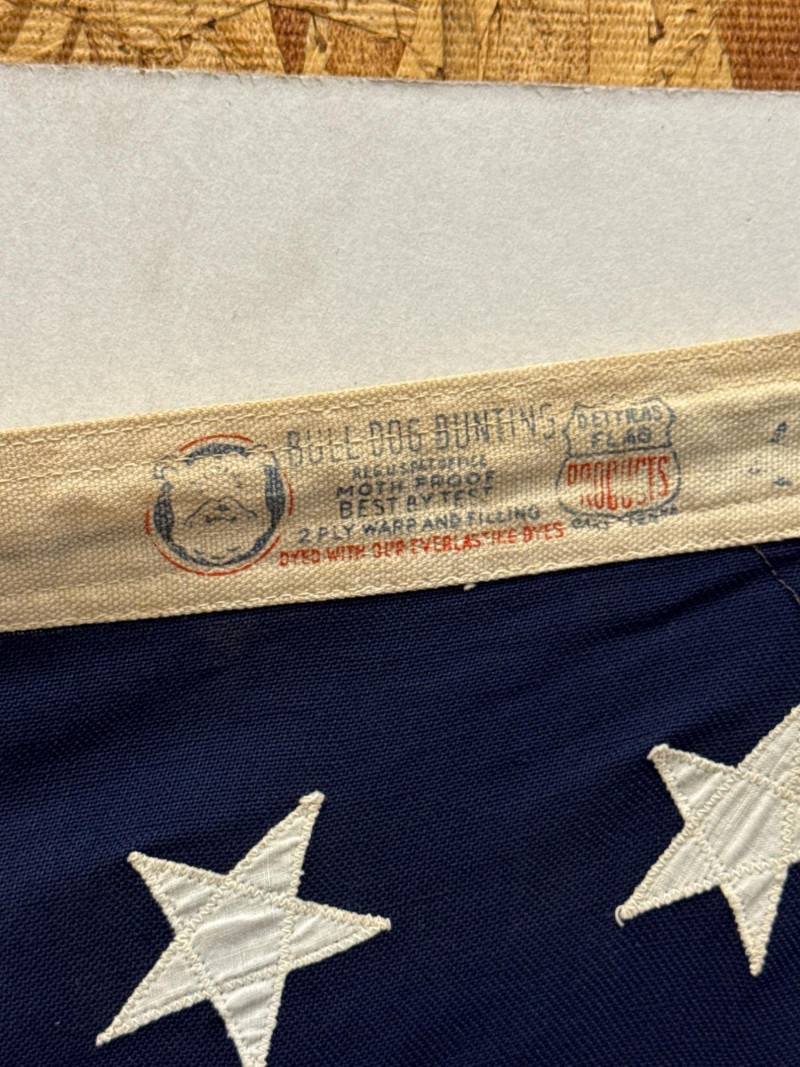 BULL DOG BUNTING
REG.U.S.PAT.OFFICE
MOTH PROOF
BEST BY TEST
2 PLY WARP AND FILLING
DYED WITH OUR EVERLASTING DYES
DETTRAS
FLAG
PRODUCTS